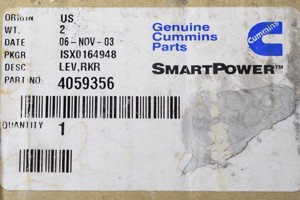 ORIGIN US
WT. 2
DATE 06-NOV-03
PKGR ISX0164948
DESC LEV,RKR
PART NO. 4059356
QUANTITY 1
Genuine
Cummins
Parts
Cummins
SMARTPOWER™